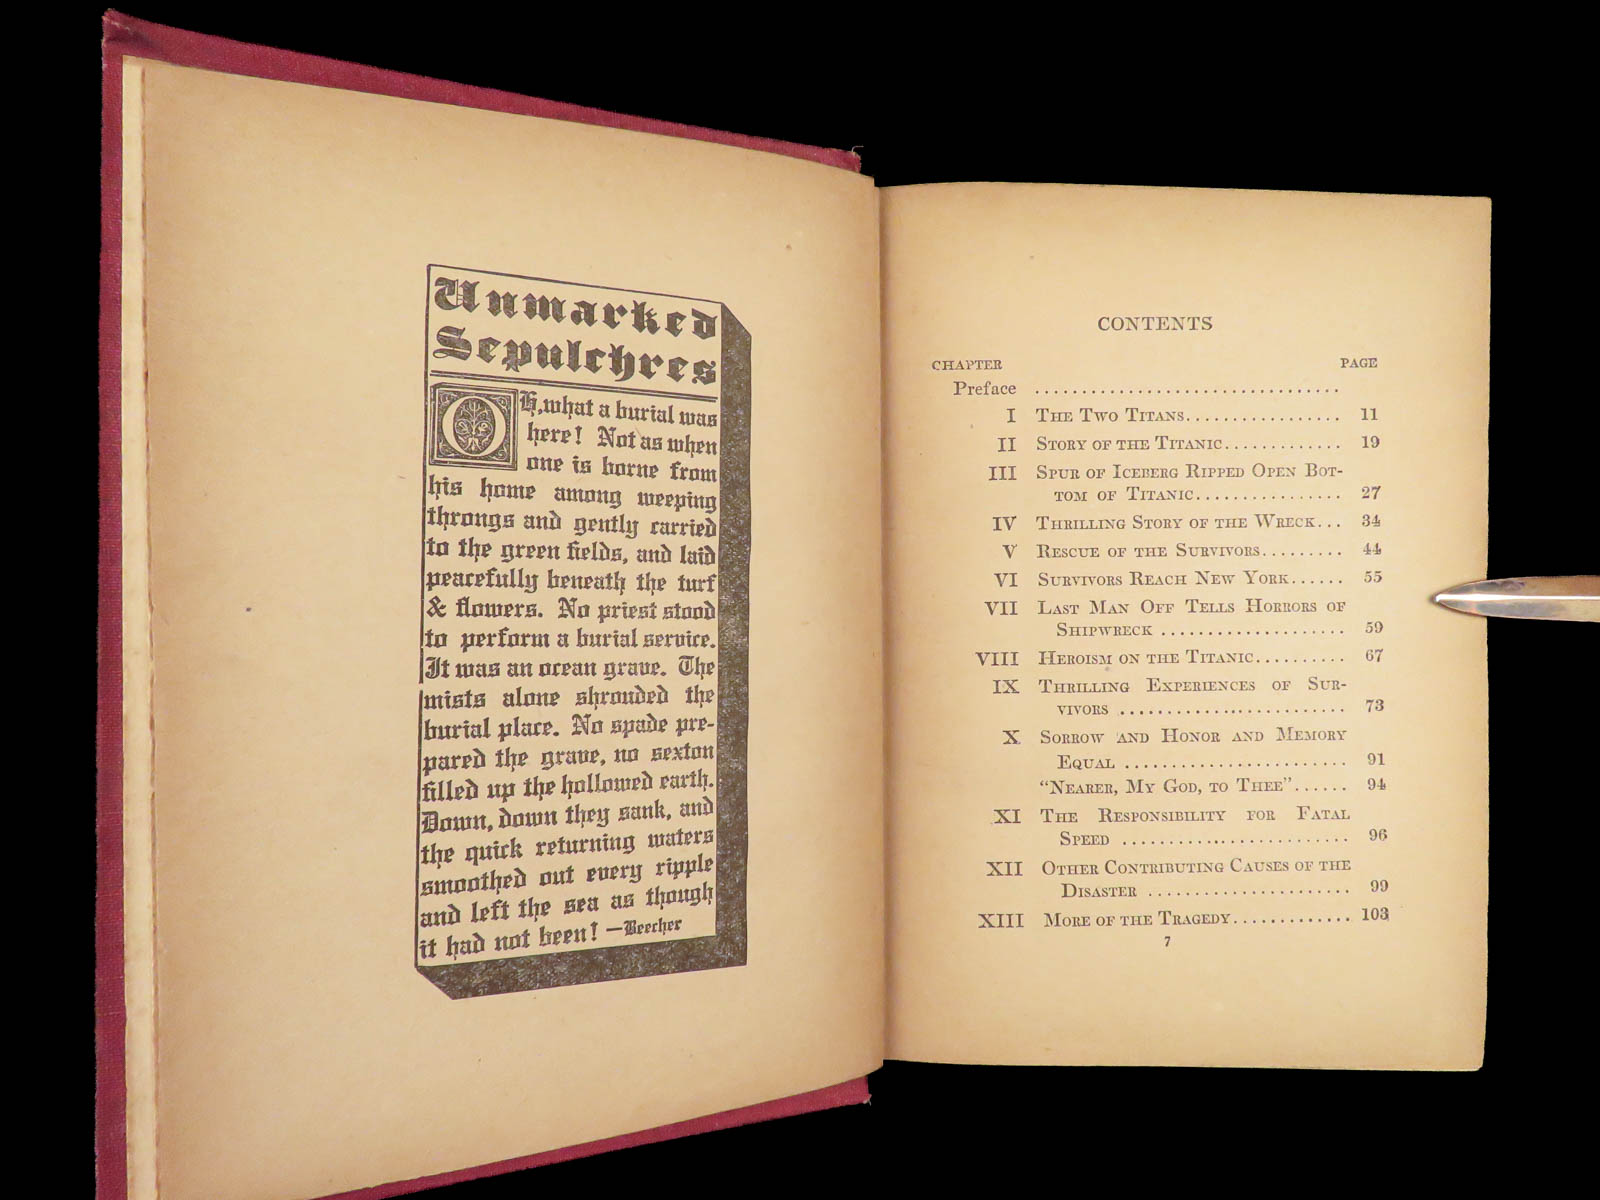 Unmarked
Sepulchres
OH, what a burial was
here! Not as when
one is borne from
his home among weeping
throngs and gently carried
to the green fields, and laid
peacefully beneath the turf
& flowers. No priest stood
to perform a burial service.
It was an ocean grave. The
mists alone shrouded the
burial place. No spade pre-
pared the grave, no sexton
filled up the hollowed earth.
Down, down they sank, and
the quick returning waters
smoothed out every ripple
and left the sea as though
it had not been! —Beecher
CONTENTS
CHAPTER PAGE
Preface .................................
I THE TWO TITANS................. 11
II STORY OF THE TITANIC............. 19
III SPUR OF ICEBERG RIPPED OPEN BOT-
TOM OF TITANIC................ 27
IV THRILLING STORY OF THE WRECK... 34
V RESCUE OF THE SURVIVORS......... 44
VI SURVIVORS REACH NEW YORK...... 55
VII LAST MAN OFF TELLS HORRORS OF
SHIPWRECK .................... 59
VIII HEROISM ON THE TITANIC.......... 67
IX THRILLING EXPERIENCES OF SUR-
VIVORS ......................... 73
X SORROW AND HONOR AND MEMORY
EQUAL ........................ 91
“NEARER, MY GOD, TO THEE”...... 94
XI THE RESPONSIBILITY FOR FATAL
SPEED ......................... 96
XII OTHER CONTRIBUTING CAUSES OF THE
DISASTER ...................... 99
XIII MORE OF THE TRAGEDY............. 103
7